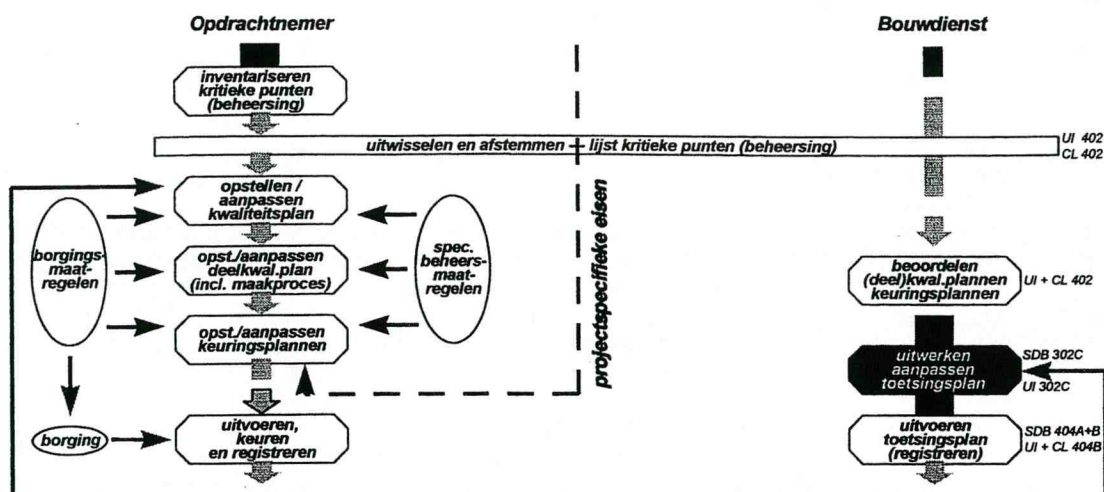 Opdrachtnemer
Bouwdienst
inventariseren
kritieke punten
(beheersing)
uitwisselen en afstemmen
lijst kritieke punten (beheersing)
UI 402
CL 402
opstellen /
aanpassen
kwaliteitsplan
borgings-
maat-
regelen
opst./aanpassen
deelkwal.plan
(incl. maakproces)
spec.
beheers-
maat-
regelen
projectspecifieke eisen
beoordelen
(deel)kwal.plannen
keuringsplannen
UI + CL 402
opst./aanpassen
keuringsplannen
uitwerken
aanpassen
toetsingsplan
SDB 302C
UI 302C
borging
uitvoeren,
keuren
en registreren
uitvoeren
toetsingsplan
(registreren)
SDB 404A+B
UI + CL 404B